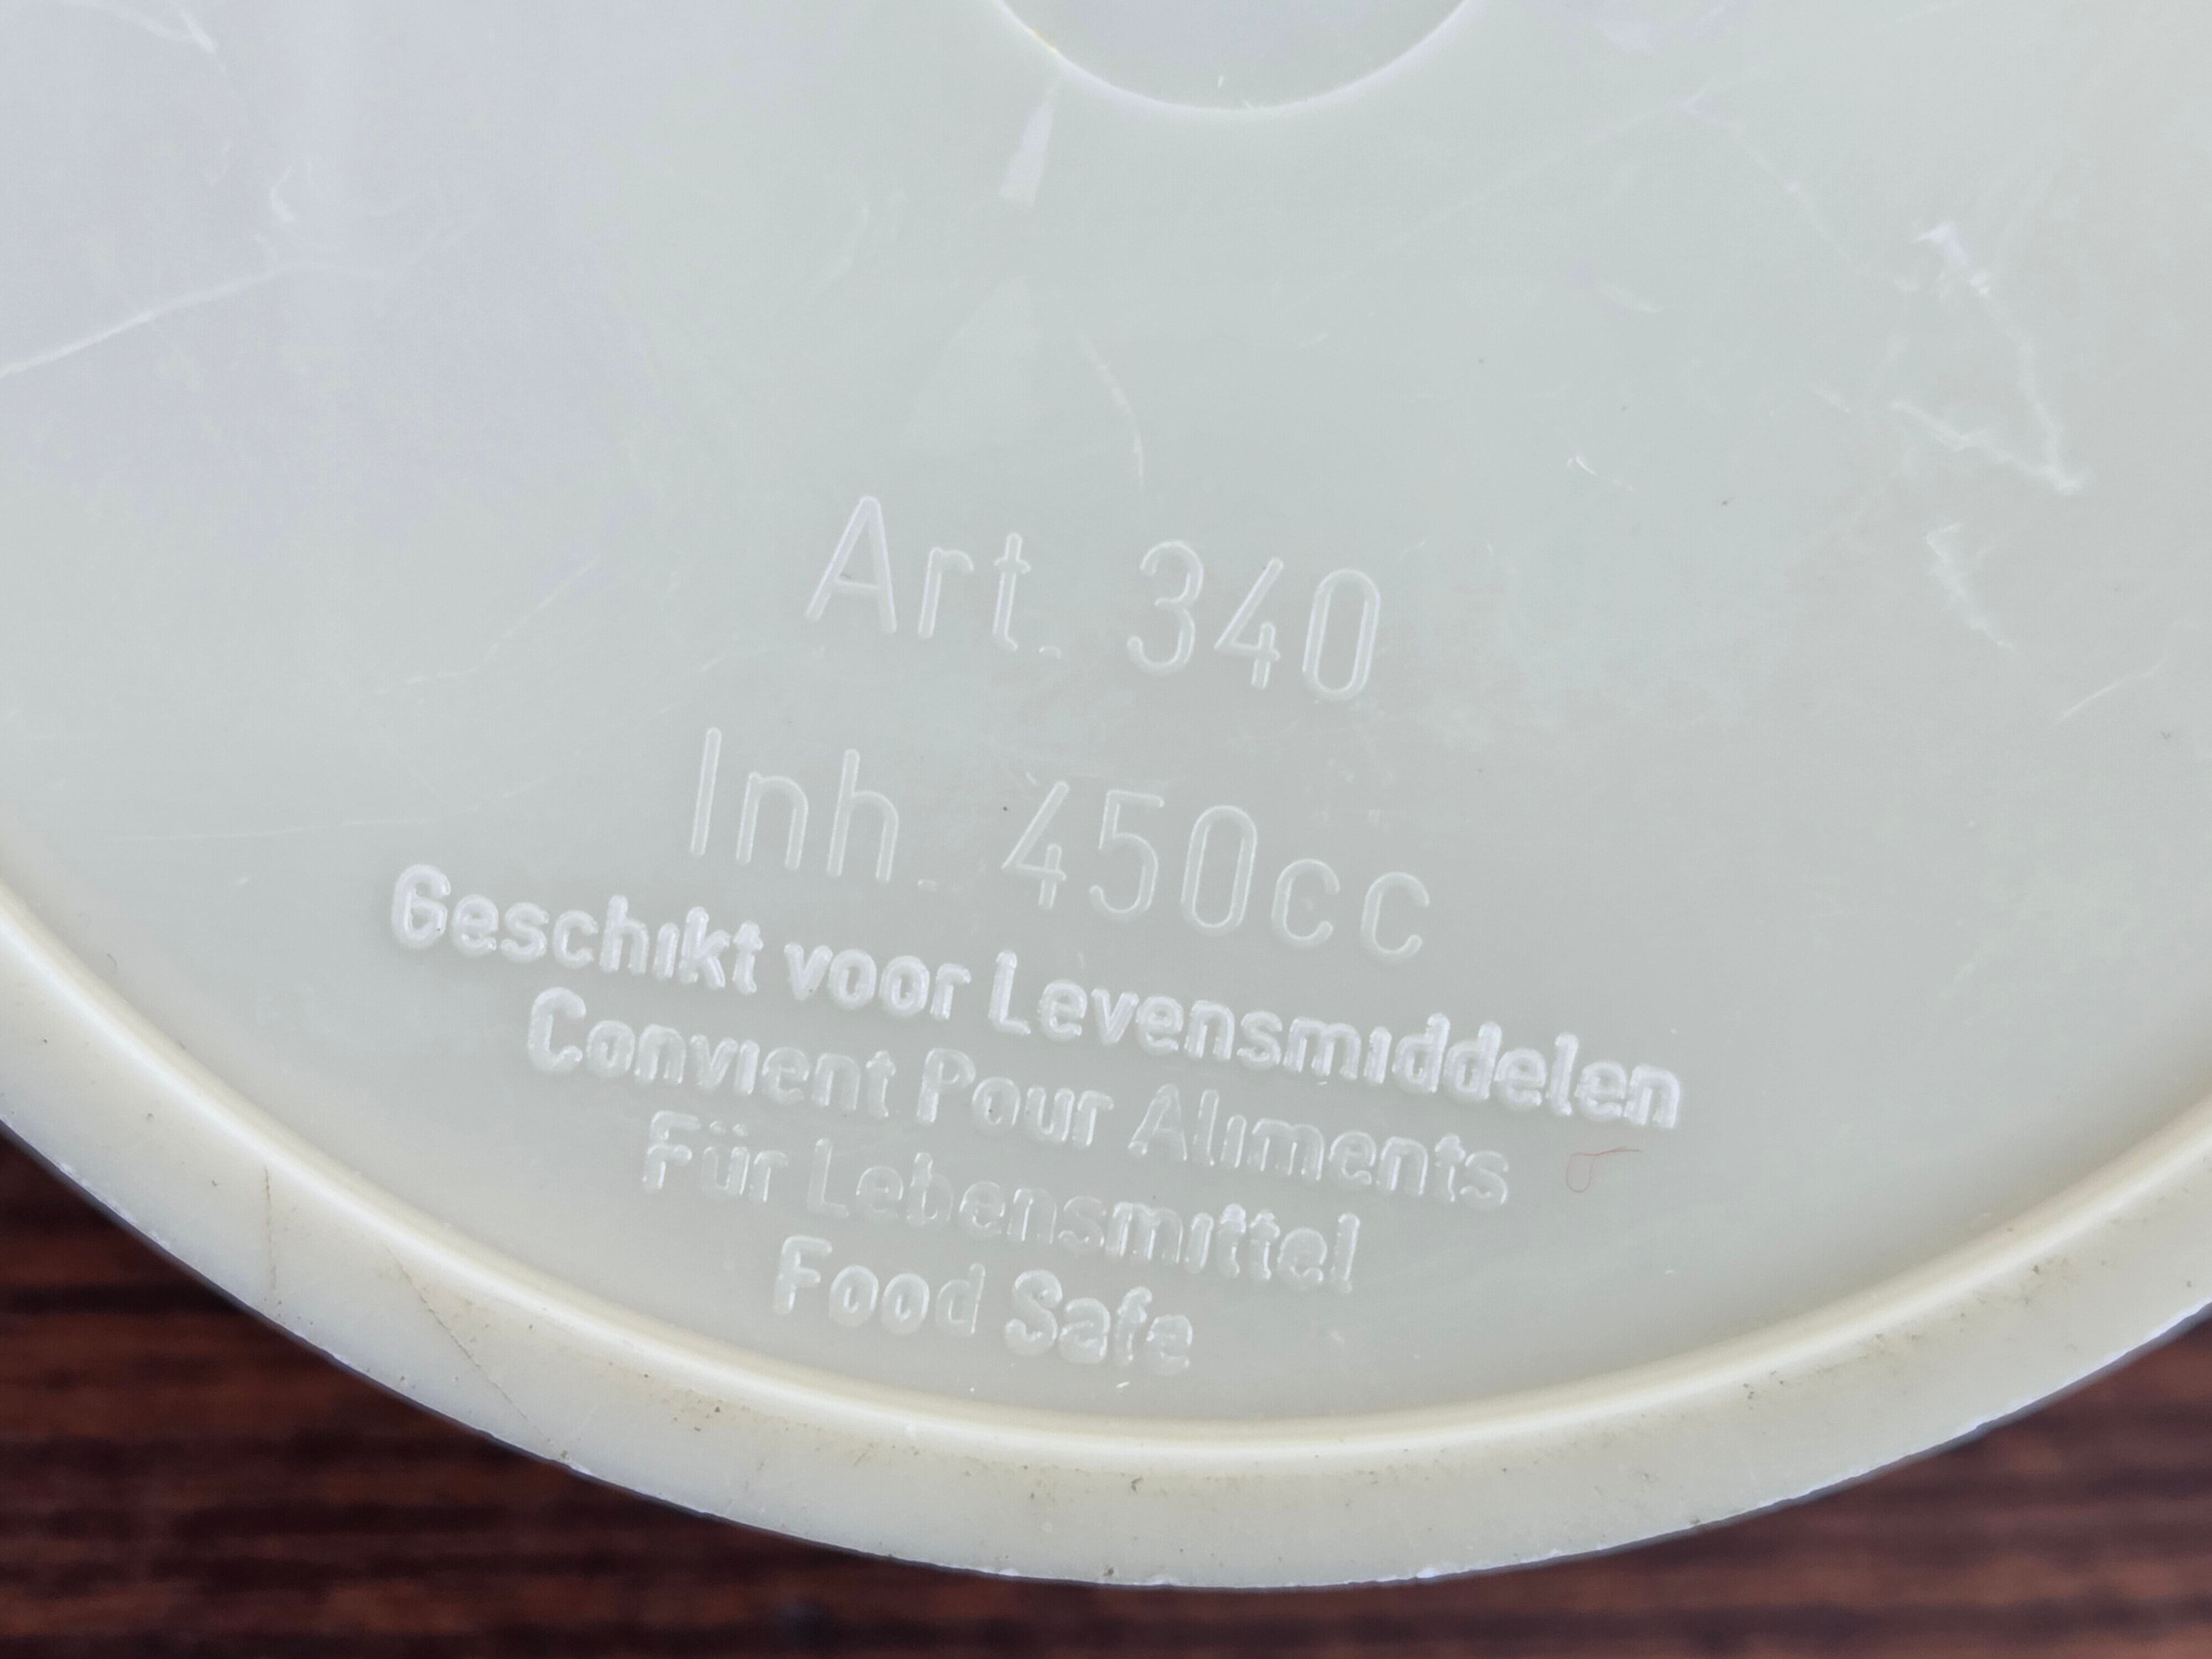 Art. 340
Inh. 450cc
Geschikt voor Levensmiddelen
Convient Pour Aliments
Für Lebensmittel
Food Safe